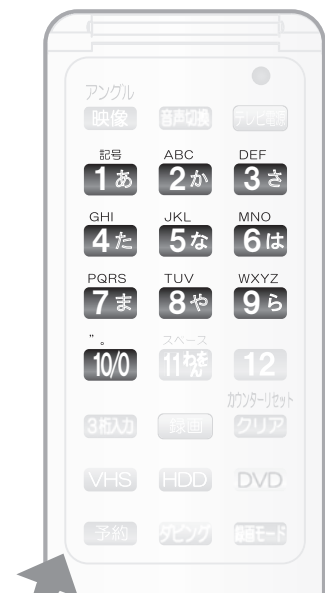 アングル
映像 音声切換 テレビ電源
記号 ABC DEF
1あ 2か 3さ
GHI JKL MNO
4た 5な 6は
PQRS TUV WXYZ
7ま 8や 9ら
゛゜ スペース
10/0 11わをん 12
カウンターリセット
3桁入力 録画 クリア
VHS HDD DVD
予約 ダビング 録画モード